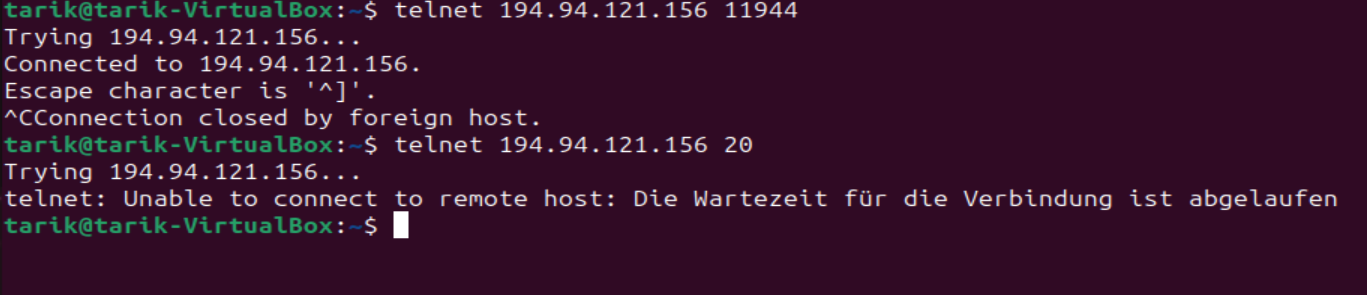 tarik@tarik-VirtualBox:~$ telnet 194.94.121.156 11944
Trying 194.94.121.156...
Connected to 194.94.121.156.
Escape character is '^]'.
^CConnection closed by foreign host.
tarik@tarik-VirtualBox:~$ telnet 194.94.121.156 20
Trying 194.94.121.156...
telnet: Unable to connect to remote host: Die Wartezeit für die Verbindung ist abgelaufen
tarik@tarik-VirtualBox:~$